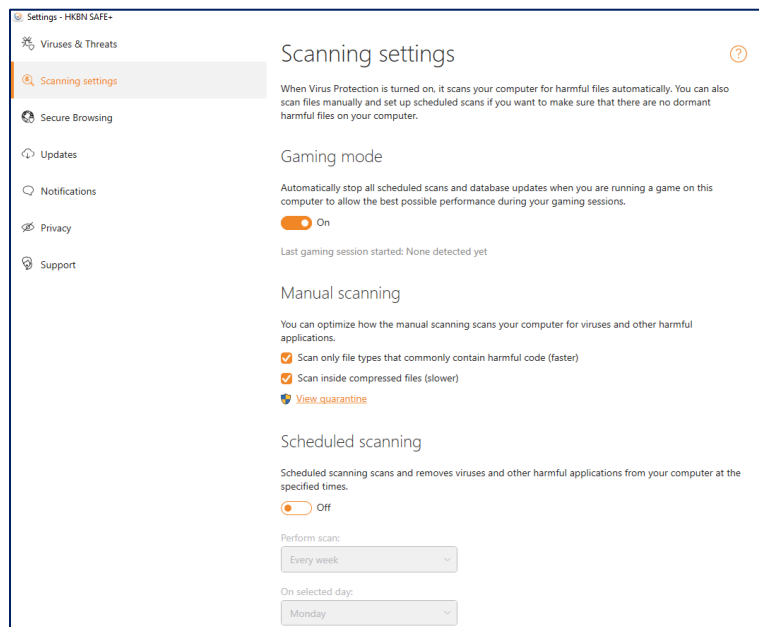 Settings - HKBN SAFE+
Viruses & Threats
Scanning settings
Secure Browsing
Updates
Notifications
Privacy
Support
Scanning settings
?
When Virus Protection is turned on, it scans your computer for harmful files automatically. You can also
scan files manually and set up scheduled scans if you want to make sure that there are no dormant
harmful files on your computer.
Gaming mode
Automatically stop all scheduled scans and database updates when you are running a game on this
computer to allow the best possible performance during your gaming sessions.
On
Last gaming session started: None detected yet
Manual scanning
You can optimize how the manual scanning scans your computer for viruses and other harmful
applications.
Scan only file types that commonly contain harmful code (faster)
Scan inside compressed files (slower)
View quarantine
Scheduled scanning
Scheduled scanning scans and removes viruses and other harmful applications from your computer at the
specified times.
Off
Perform scan:
Every week
On selected day:
Monday